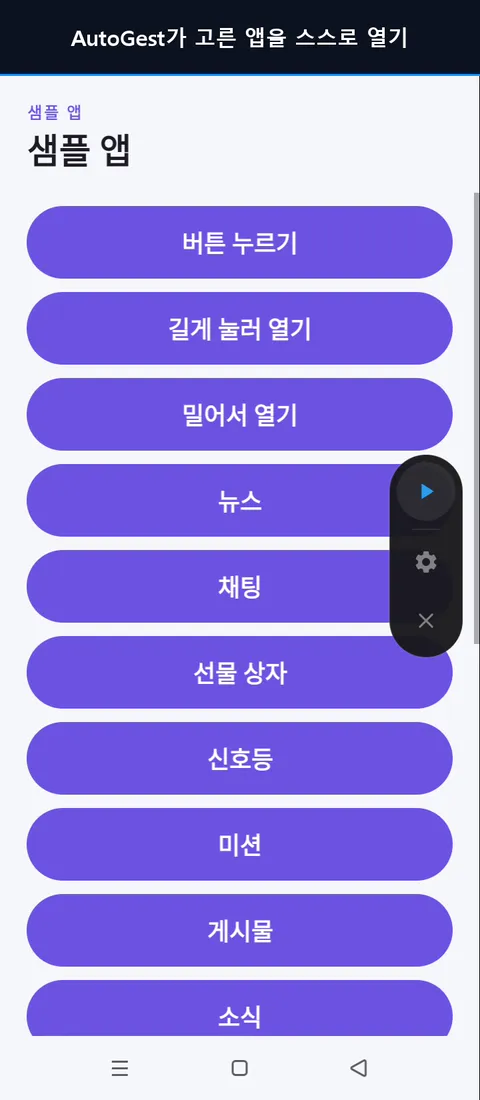 AutoGest가 고른 앱을 스스로 열기
샘플 앱
샘플 앱
버튼 누르기
길게 눌러 열기
밀어서 열기
뉴스
채팅
선물 상자
신호등
미션
게시물
소식